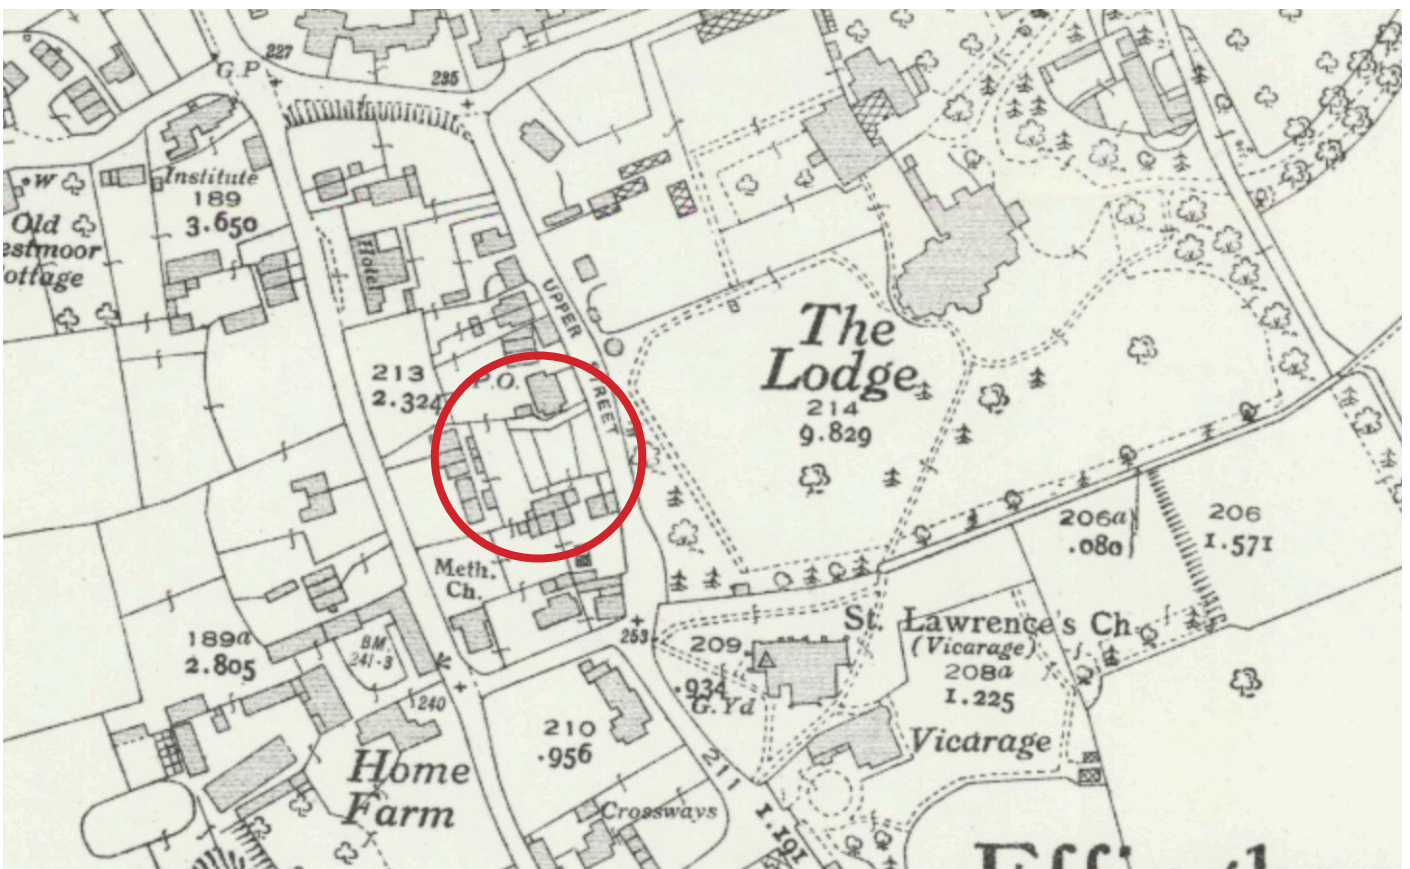 227
G.P
235
Institute
189
3.650
W
Old
estmoor
ottage
Hotel
UPPER STREET
The
Lodge
214
9.829
213
2.324
P.O.
206a
.080
206
1.571
Meth.
Ch.
St. Lawrence's Ch.
(Vicarage)
208a
1.225
189a
2.805
B.M.
241.3
253
209
.934
G.Yd
240
210
.956
211
1.191
Vicarage
Home
Farm
Crossways